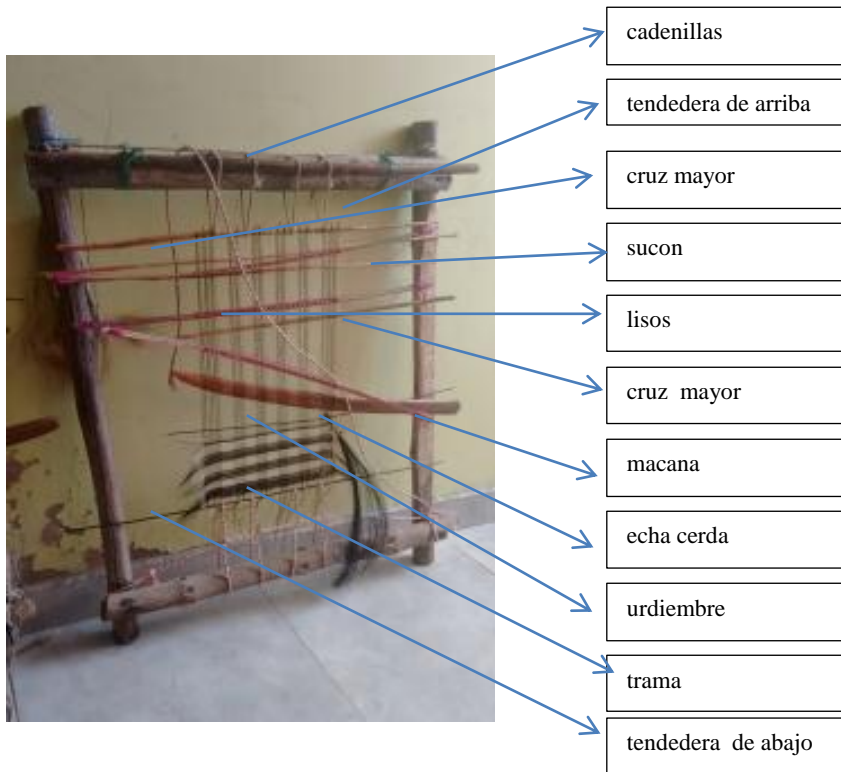 cadenillas
tendedera de arriba
cruz mayor
sucon
lisos
cruz  mayor
macana
echa cerda
urdiembre
trama
tendedera  de abajo